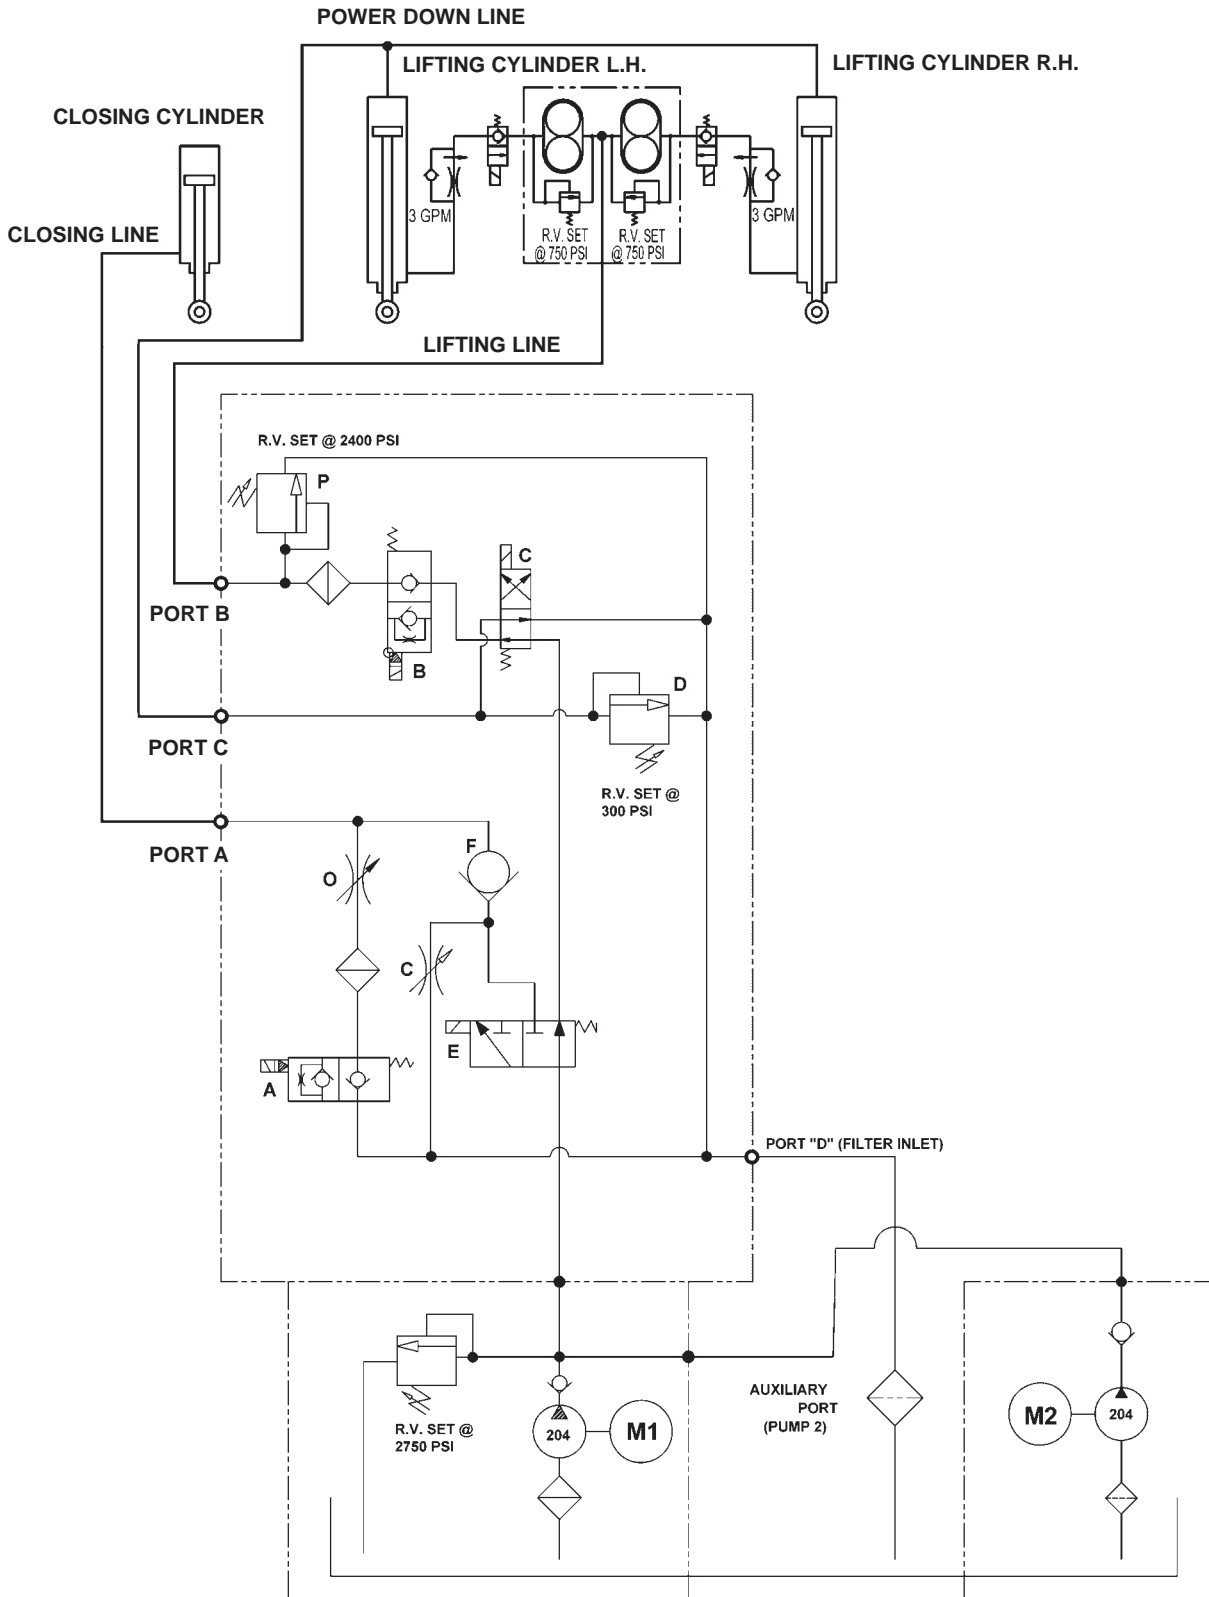 POWER DOWN LINE
LIFTING CYLINDER L.H.
LIFTING CYLINDER R.H.
CLOSING CYLINDER
3 GPM
3 GPM
CLOSING LINE
R.V. SET
@ 750 PSI
R.V. SET
@ 750 PSI
LIFTING LINE
R.V. SET @ 2400 PSI
P
C
PORT B
B
D
PORT C
R.V. SET @
300 PSI
F
PORT A
O
C
E
A
PORT "D" (FILTER INLET)
AUXILIARY
PORT
(PUMP 2)
M2
204
R.V. SET @
2750 PSI
204
M1